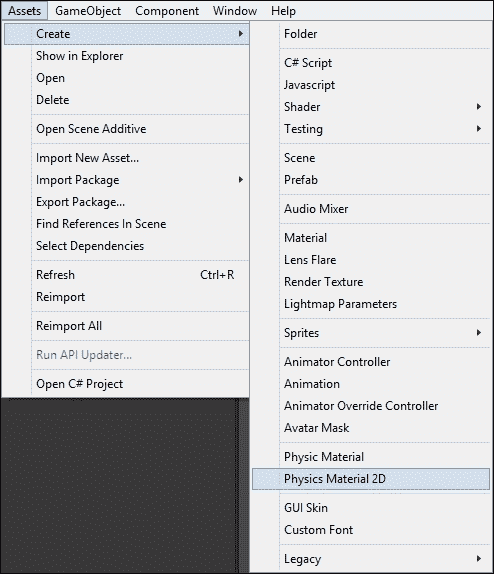 Assets GameObject Component Window Help
Create
Show in Explorer
Open
Delete
Open Scene Additive
Import New Asset...
Import Package
Export Package...
Find References In Scene
Select Dependencies
Refresh Ctrl+R
Reimport
Reimport All
Run API Updater...
Open C# Project
Folder
C# Script
Javascript
Shader
Testing
Scene
Prefab
Audio Mixer
Material
Lens Flare
Render Texture
Lightmap Parameters
Sprites
Animator Controller
Animation
Animator Override Controller
Avatar Mask
Physic Material
Physics Material 2D
GUI Skin
Custom Font
Legacy